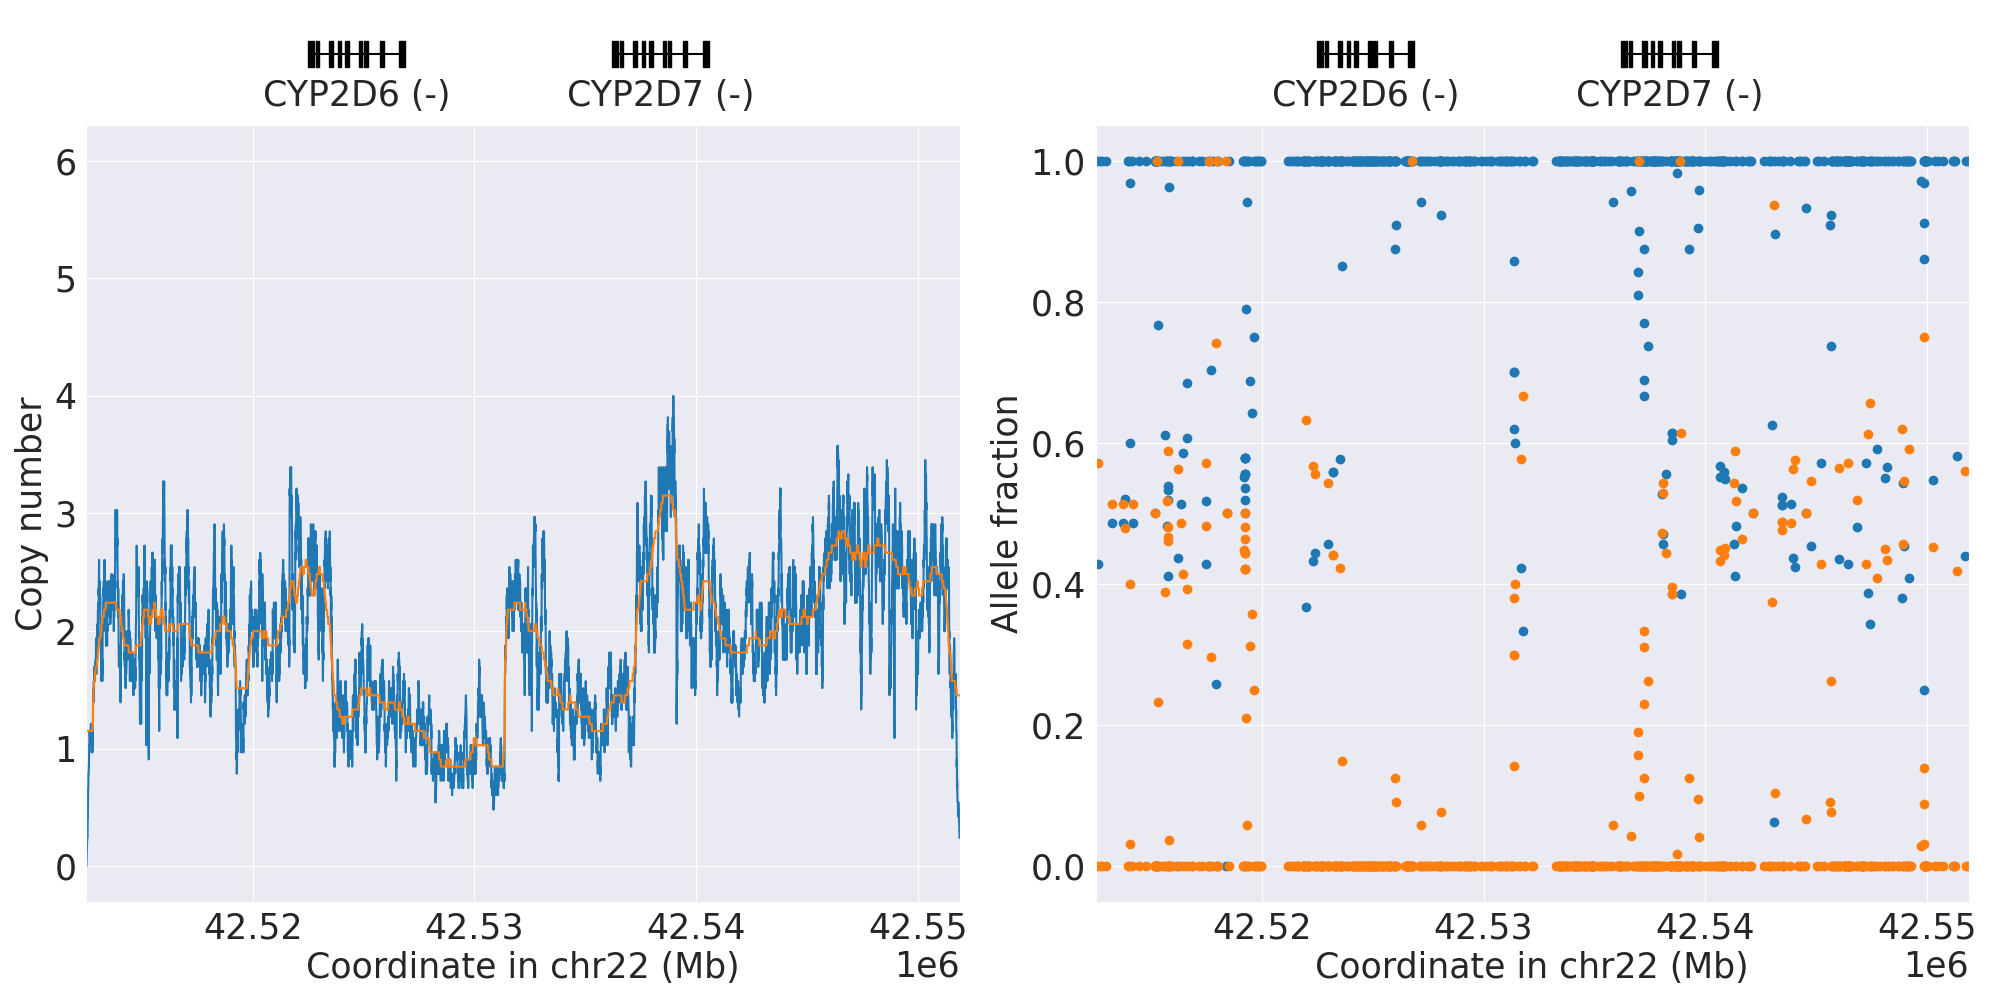 CYP2D6 (-) CYP2D7 (-)
6
5
4
3
2
1
0
Copy number
42.52 42.53 42.54 42.55
Coordinate in chr22 (Mb) 1e6
CYP2D6 (-) CYP2D7 (-)
1.0
0.8
0.6
0.4
0.2
0.0
Allele fraction
42.52 42.53 42.54 42.55
Coordinate in chr22 (Mb) 1e6